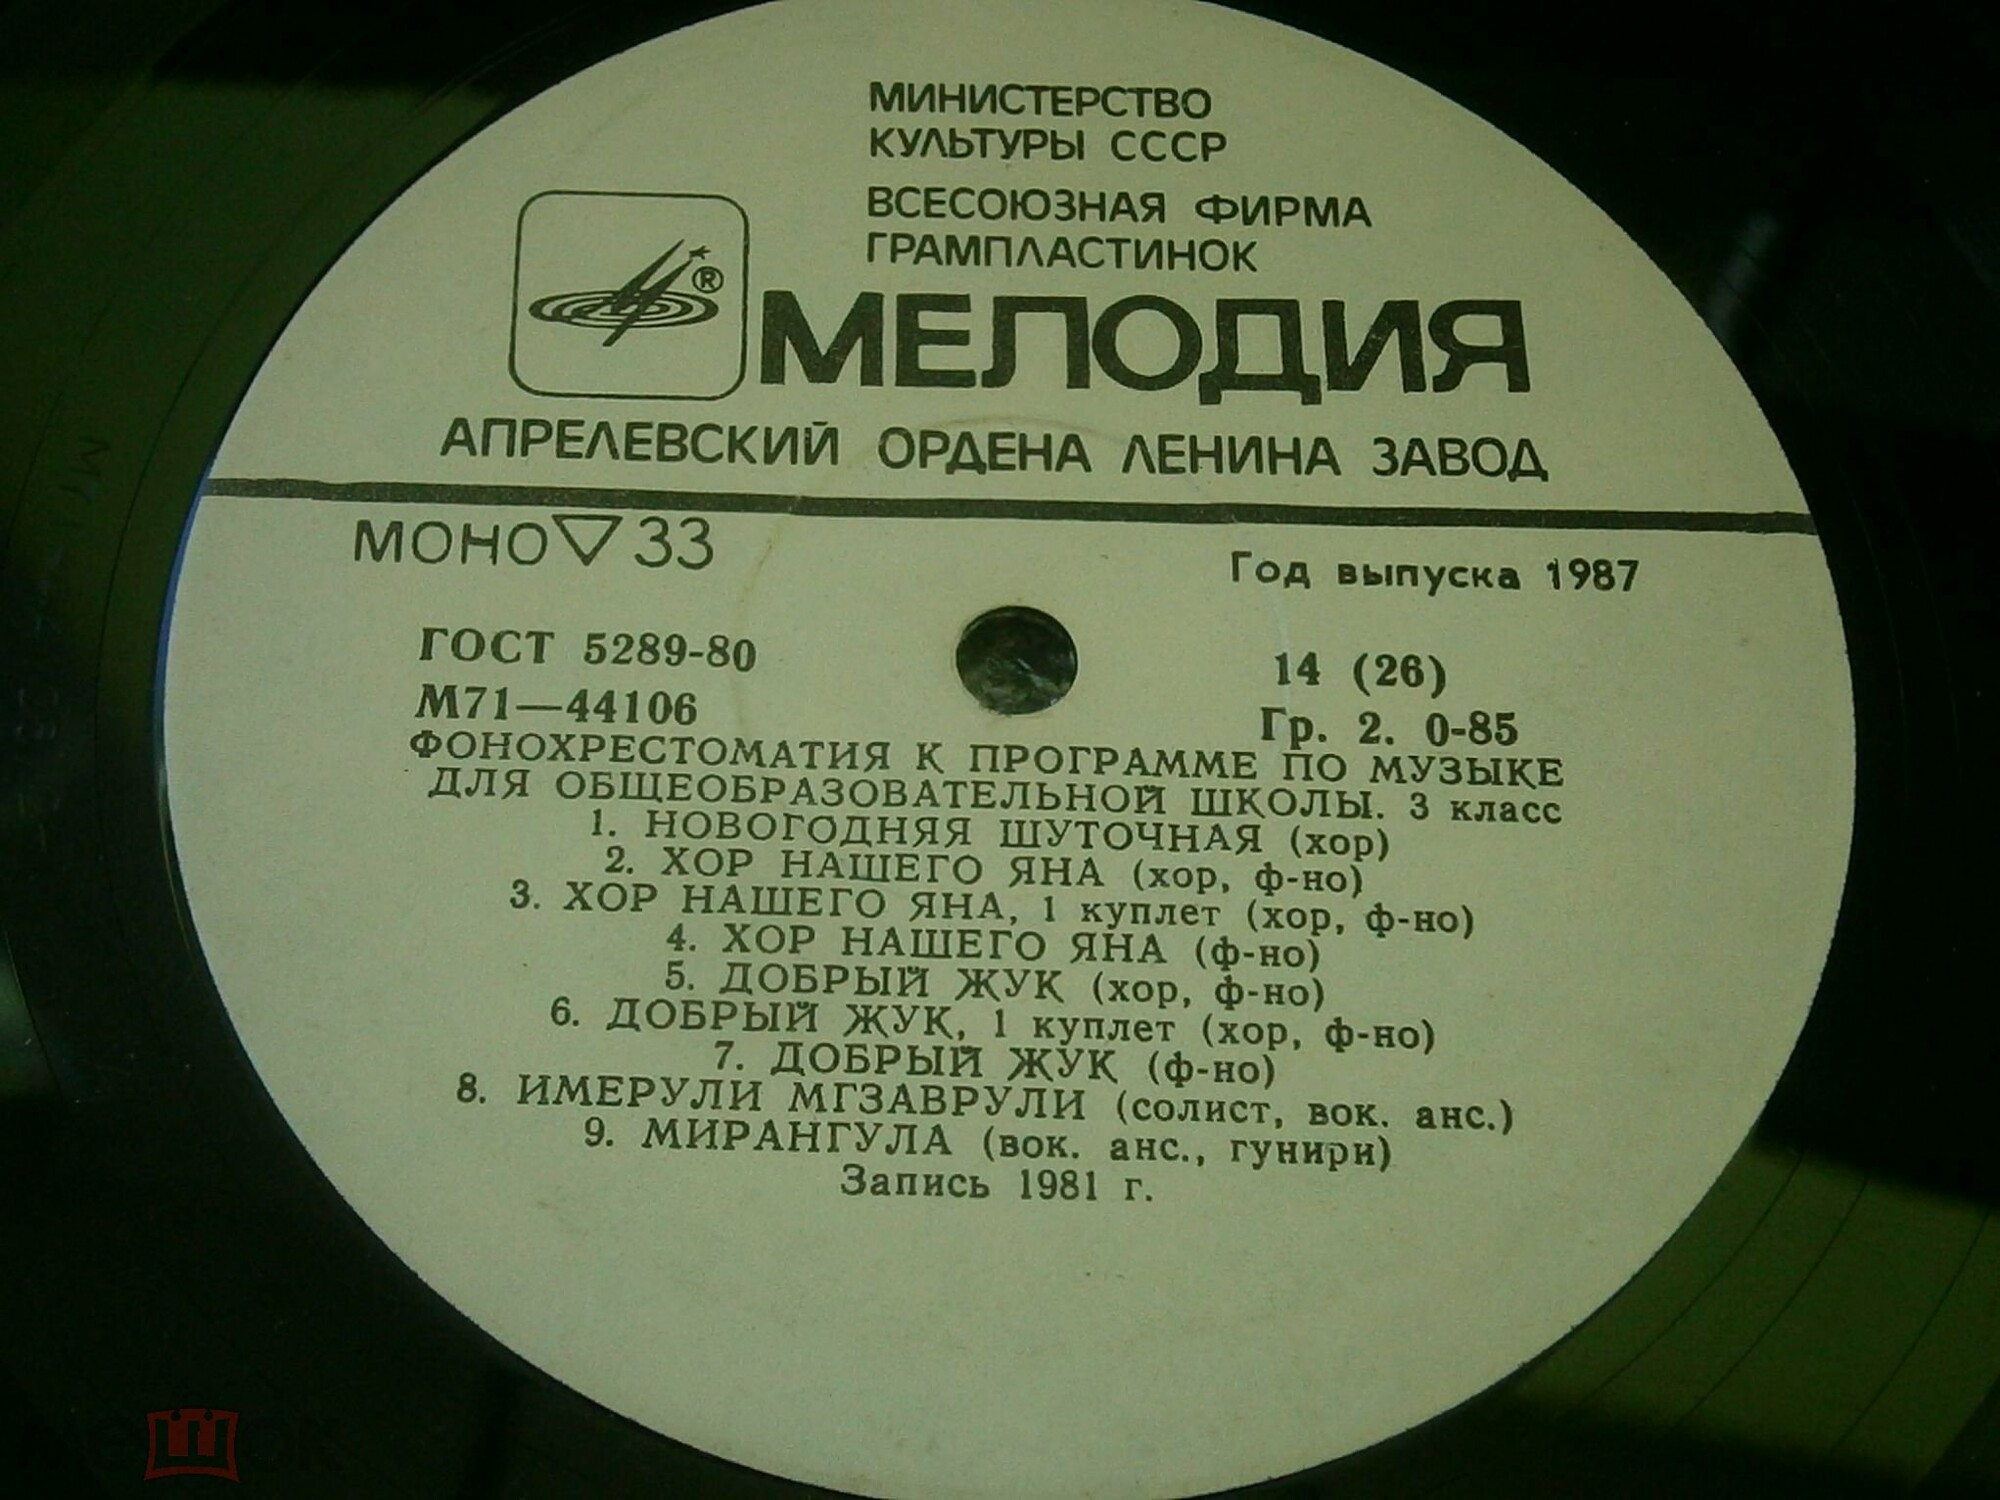 МИНИСТЕРСТВО
КУЛЬТУРЫ СССР
ВСЕСОЮЗНАЯ ФИРМА
ГРАМПЛАСТИНОК
®
МЕЛОДИЯ
АПРЕЛЕВСКИЙ ОРДЕНА ЛЕНИНА ЗАВОД
МОНО 33
Год выпуска 1987
ГОСТ 5289-80
14 (26)
М71—44106
Гр. 2. 0-85
ФОНОХРЕСТОМАТИЯ К ПРОГРАММЕ ПО МУЗЫКЕ
ДЛЯ ОБЩЕОБРАЗОВАТЕЛЬНОЙ ШКОЛЫ. 3 класс
1. НОВОГОДНЯЯ ШУТОЧНАЯ (хор)
2. ХОР НАШЕГО ЯНА (хор, ф-но)
3. ХОР НАШЕГО ЯНА, 1 куплет (хор, ф-но)
4. ХОР НАШЕГО ЯНА (ф-но)
5. ДОБРЫЙ ЖУК (хор, ф-но)
6. ДОБРЫЙ ЖУК, 1 куплет (хор, ф-но)
7. ДОБРЫЙ ЖУК (ф-но)
8. ИМЕРУЛИ МГЗАВРУЛИ (солист, вок. анс.)
9. МИРАНГУЛА (вок. анс., гунири)
Запись 1981 г.